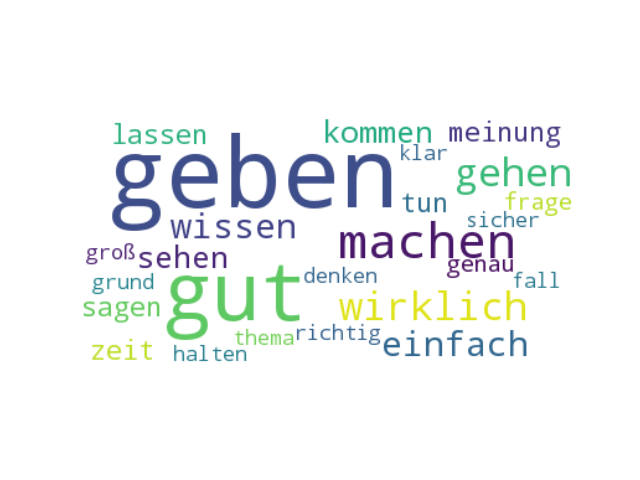 lassen kommen meinung
geben klar gehen
tun frage
wissen sicher
machen
groß sehen genau
grund gut denken fall
sagen wirklich
thema richtig einfach
zeit halten